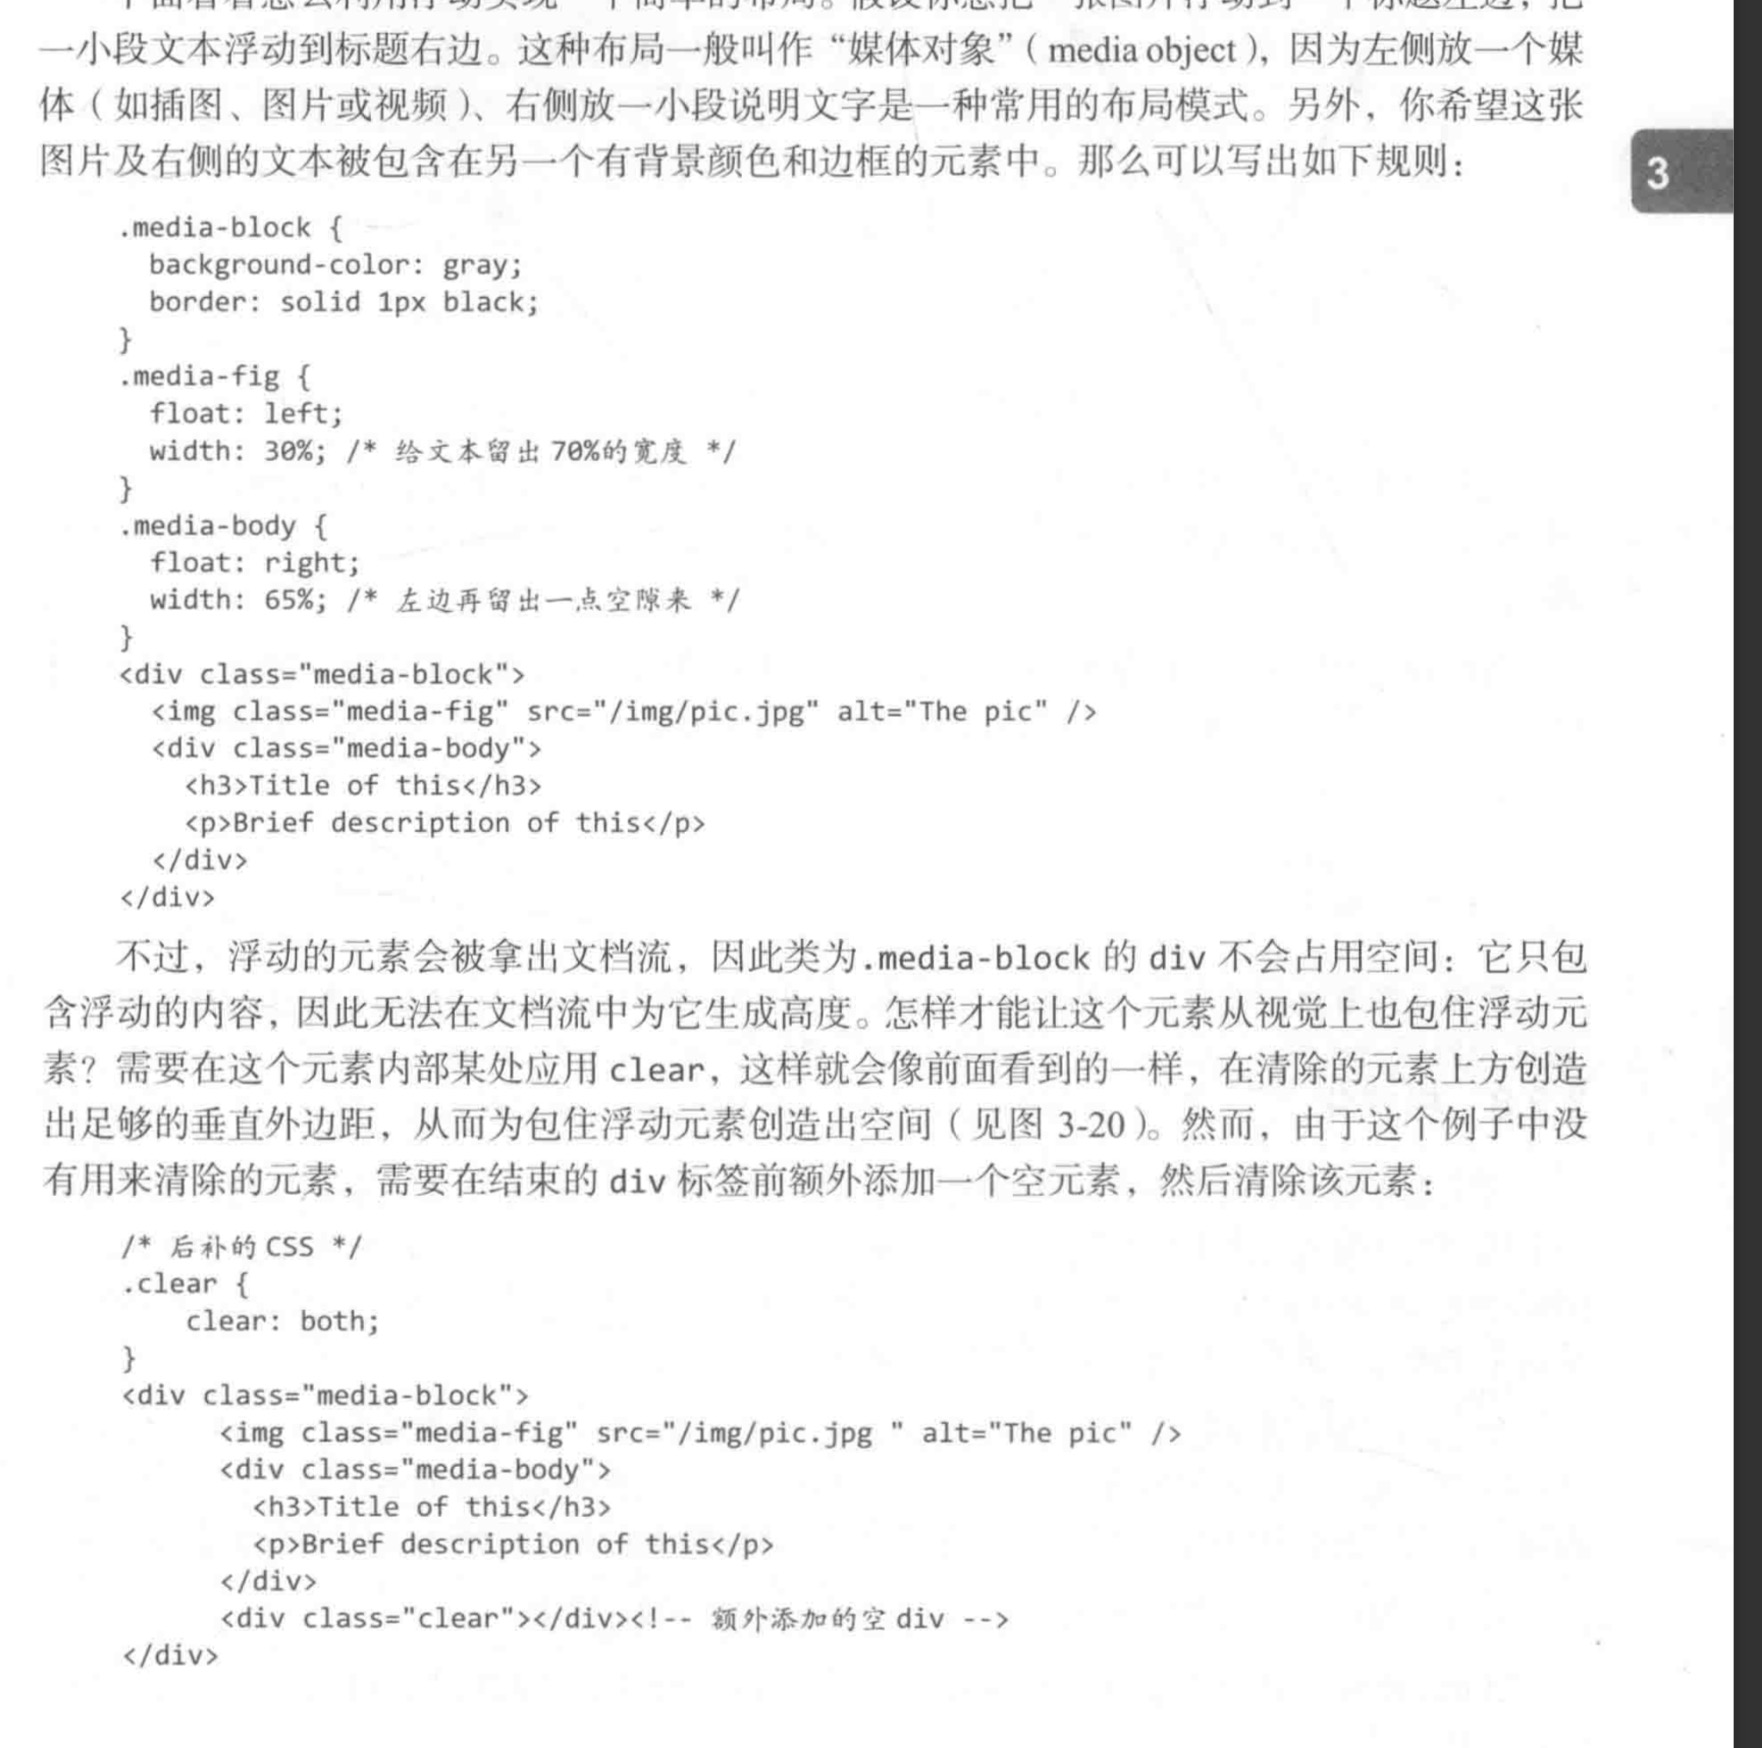 一小段文本浮动到标题右边。这种布局一般叫作“媒体对象”（media object），因为左侧放一个媒
体（如插图、图片或视频）、右侧放一小段说明文字是一种常用的布局模式。另外，你希望这张
图片及右侧的文本被包含在另一个有背景颜色和边框的元素中。那么可以写出如下规则：
3
.media-block {
  background-color: gray;
  border: solid 1px black;
}
.media-fig {
  float: left;
  width: 30%; /* 给文本留出 70%的宽度 */
}
.media-body {
  float: right;
  width: 65%; /* 左边再留出一点空隙来 */
}
<div class="media-block">
  <img class="media-fig" src="/img/pic.jpg" alt="The pic" />
  <div class="media-body">
    <h3>Title of this</h3>
    <p>Brief description of this</p>
  </div>
</div>
不过，浮动的元素会被拿出文档流，因此类为.media-block 的 div 不会占用空间：它只包
含浮动的内容，因此无法在文档流中为它生成高度。怎样才能让这个元素从视觉上也包住浮动元
素？需要在这个元素内部某处应用 clear，这样就会像前面看到的一样，在清除的元素上方创造
出足够的垂直外边距，从而为包住浮动元素创造出空间（见图 3-20）。然而，由于这个例子中没
有用来清除的元素，需要在结束的 div 标签前额外添加一个空元素，然后清除该元素：
/* 后补的 CSS */
.clear {
    clear: both;
}
<div class="media-block">
      <img class="media-fig" src="/img/pic.jpg " alt="The pic" />
      <div class="media-body">
        <h3>Title of this</h3>
        <p>Brief description of this</p>
      </div>
      <div class="clear"></div><!-- 额外添加的空 div -->
</div>